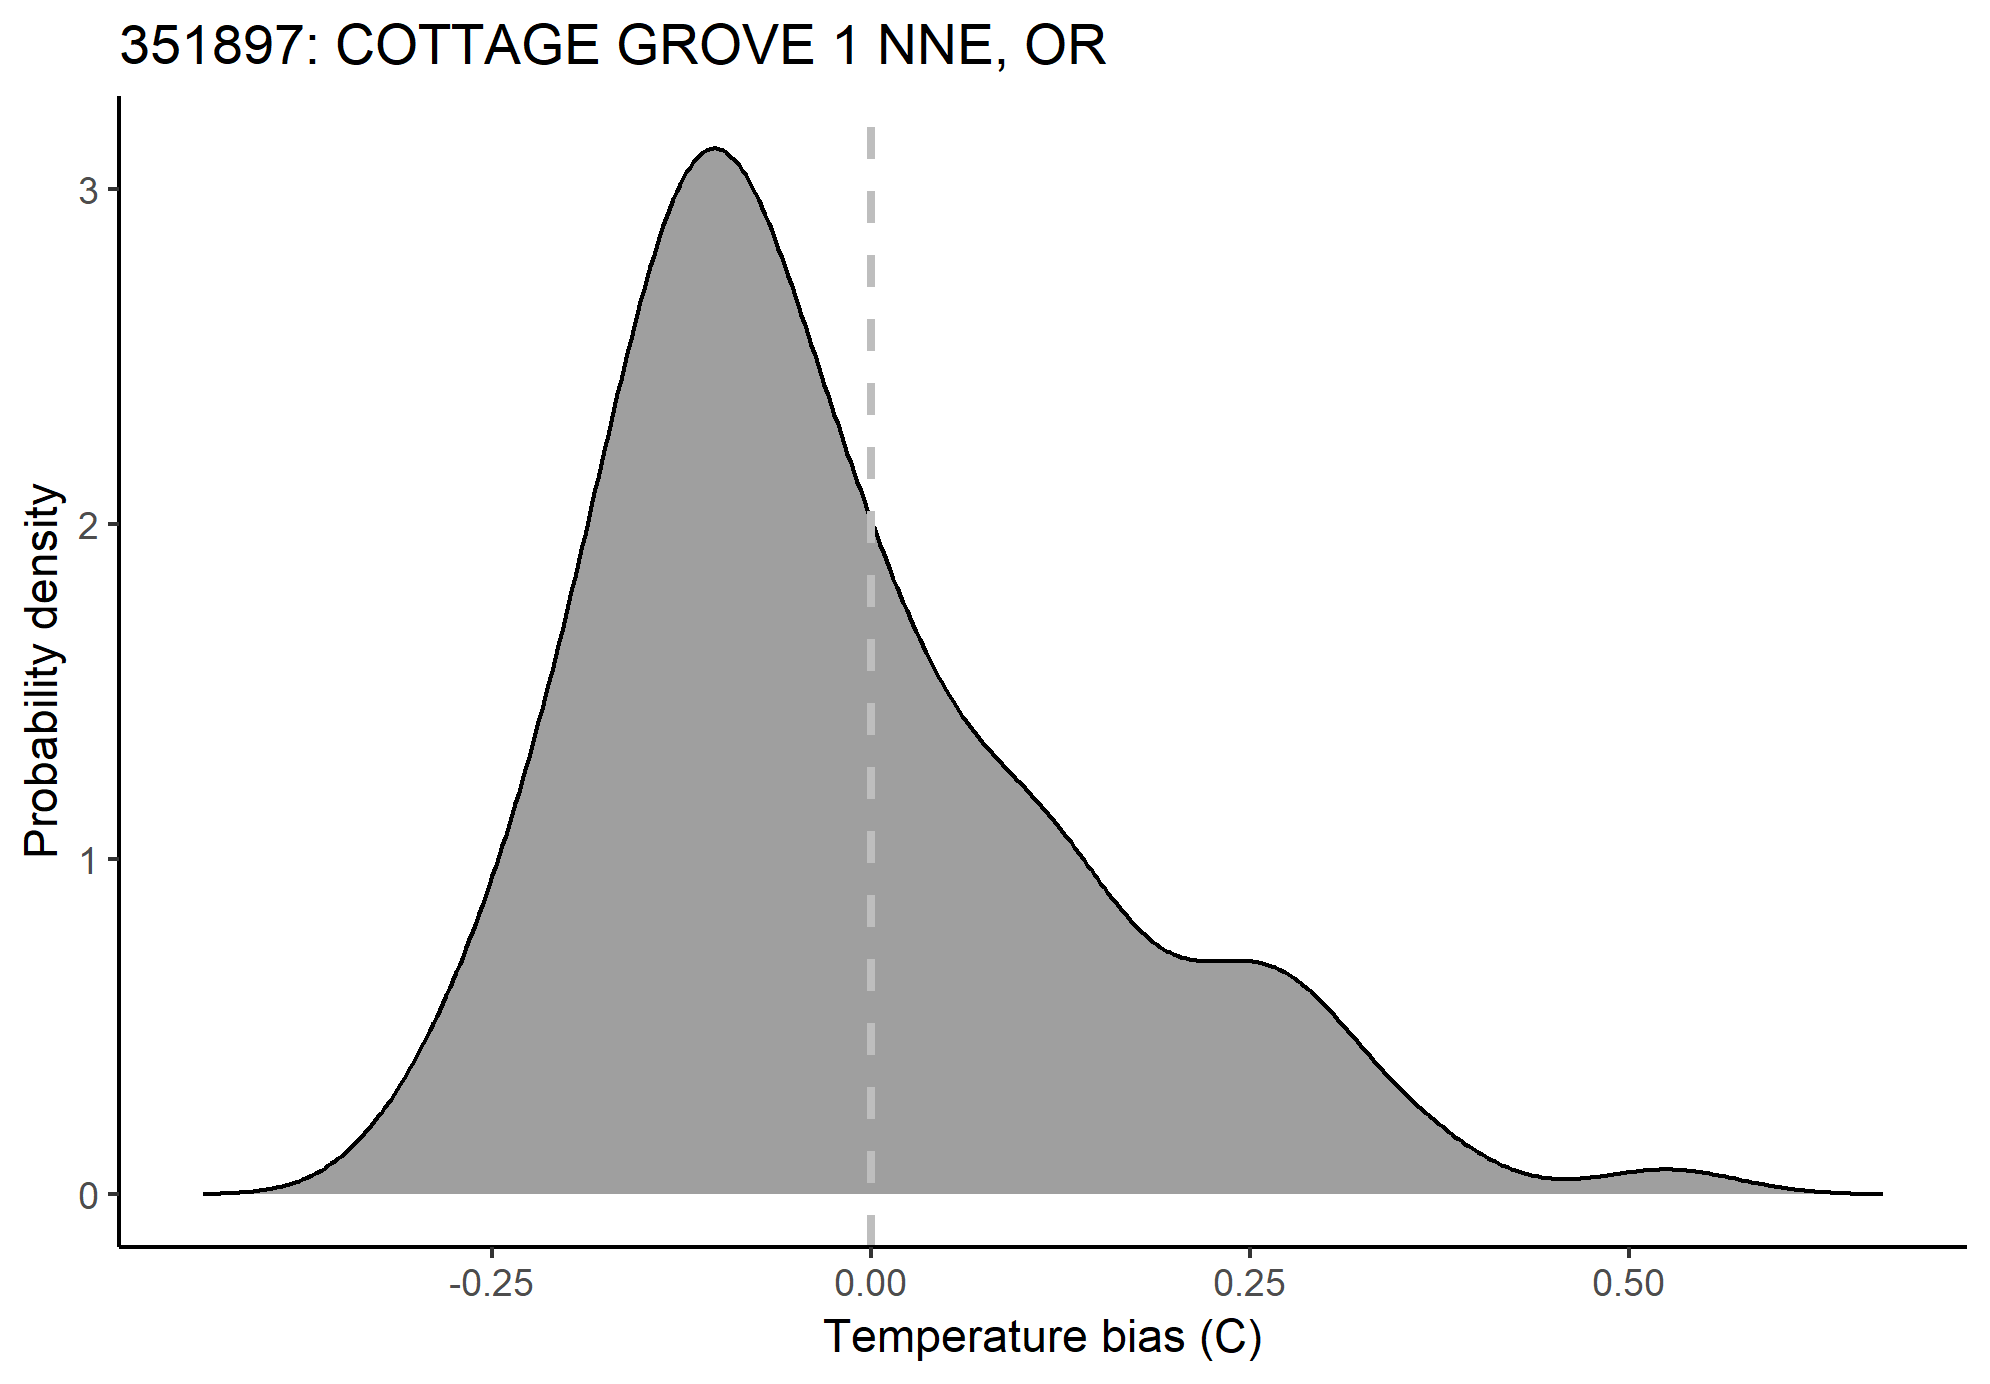 351897: COTTAGE GROVE 1 NNE, OR
Probability density
3
2
1
0
-0.25 0.00 0.25 0.50
Temperature bias (C)